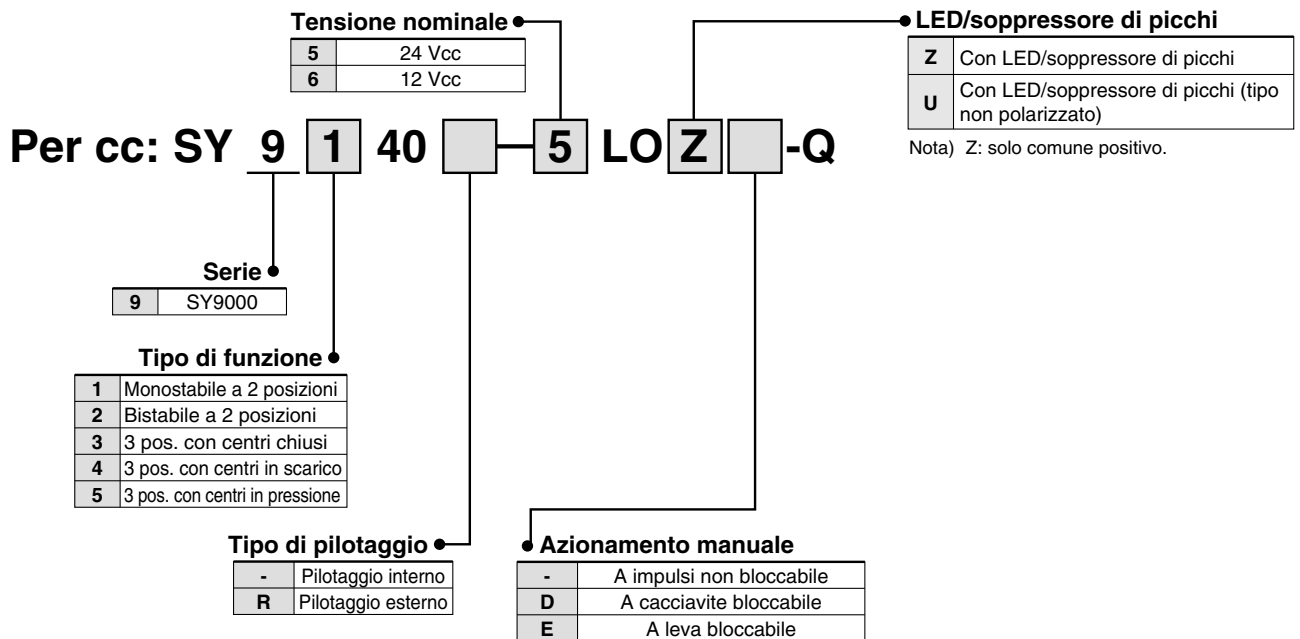 Tensione nominale
5 24 Vcc
6 12 Vcc
LED/soppressore di picchi
Z Con LED/soppressore di picchi
U Con LED/soppressore di picchi (tipo
non polarizzato)
Nota) Z: solo comune positivo.
Per cc: SY 9 1 40 - 5 LO Z -Q
Serie
9 SY9000
Tipo di funzione
1 Monostabile a 2 posizioni
2 Bistabile a 2 posizioni
3 3 pos. con centri chiusi
4 3 pos. con centri in scarico
5 3 pos. con centri in pressione
Tipo di pilotaggio
- Pilotaggio interno
R Pilotaggio esterno
Azionamento manuale
- A impulsi non bloccabile
D A cacciavite bloccabile
E A leva bloccabile